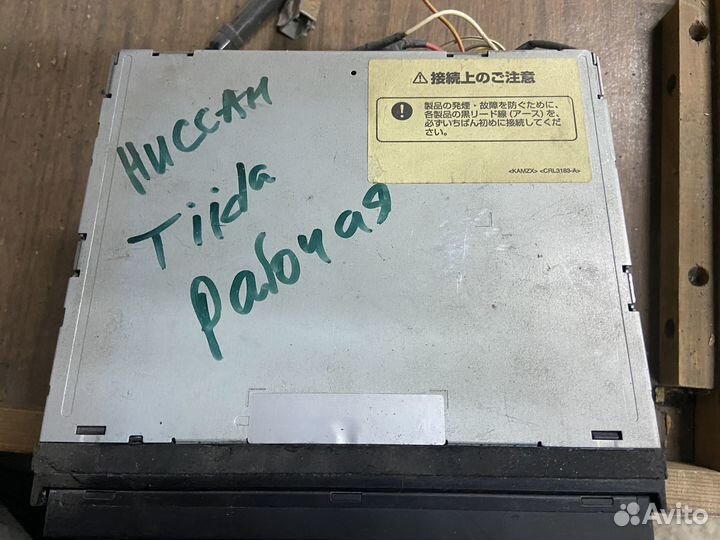 Ниссан
Tiida
Рабочая
⚠接続上のご注意
製品の発煙・故障を防ぐために、
各製品の黒リード線(アース)を、
必ずいちばん初めに接続してくだ
さい。
<KAMZX> <CRL3183-A>
Avito